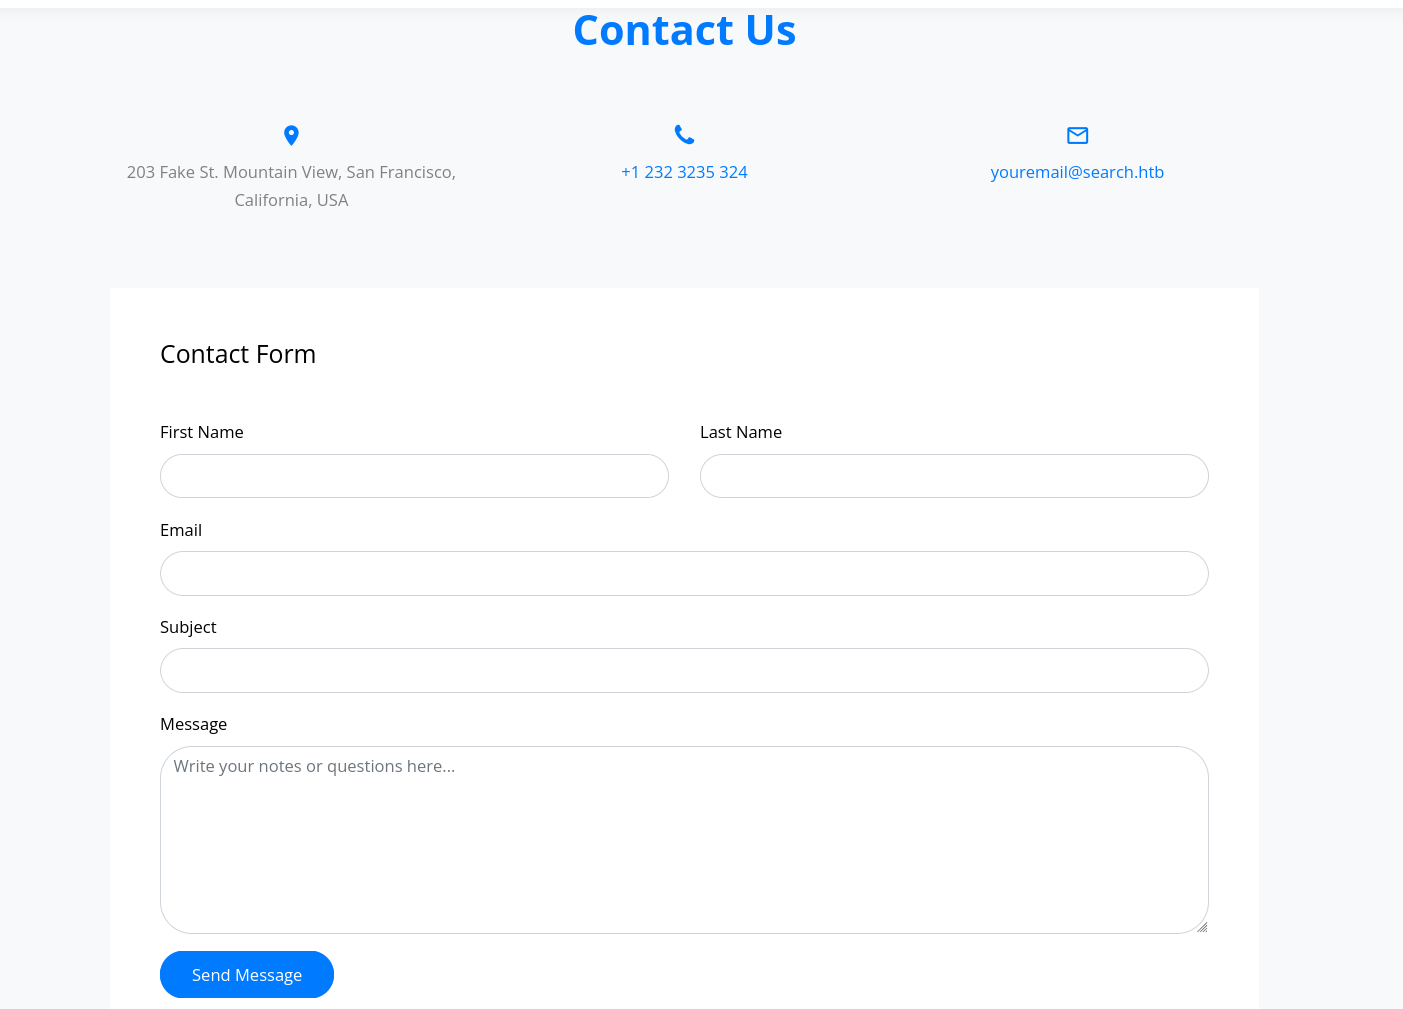 Contact Us
203 Fake St. Mountain View, San Francisco,
California, USA
+1 232 3235 324
youremail@search.htb
Contact Form
First Name
Last Name
Email
Subject
Message
Write your notes or questions here...
Send Message